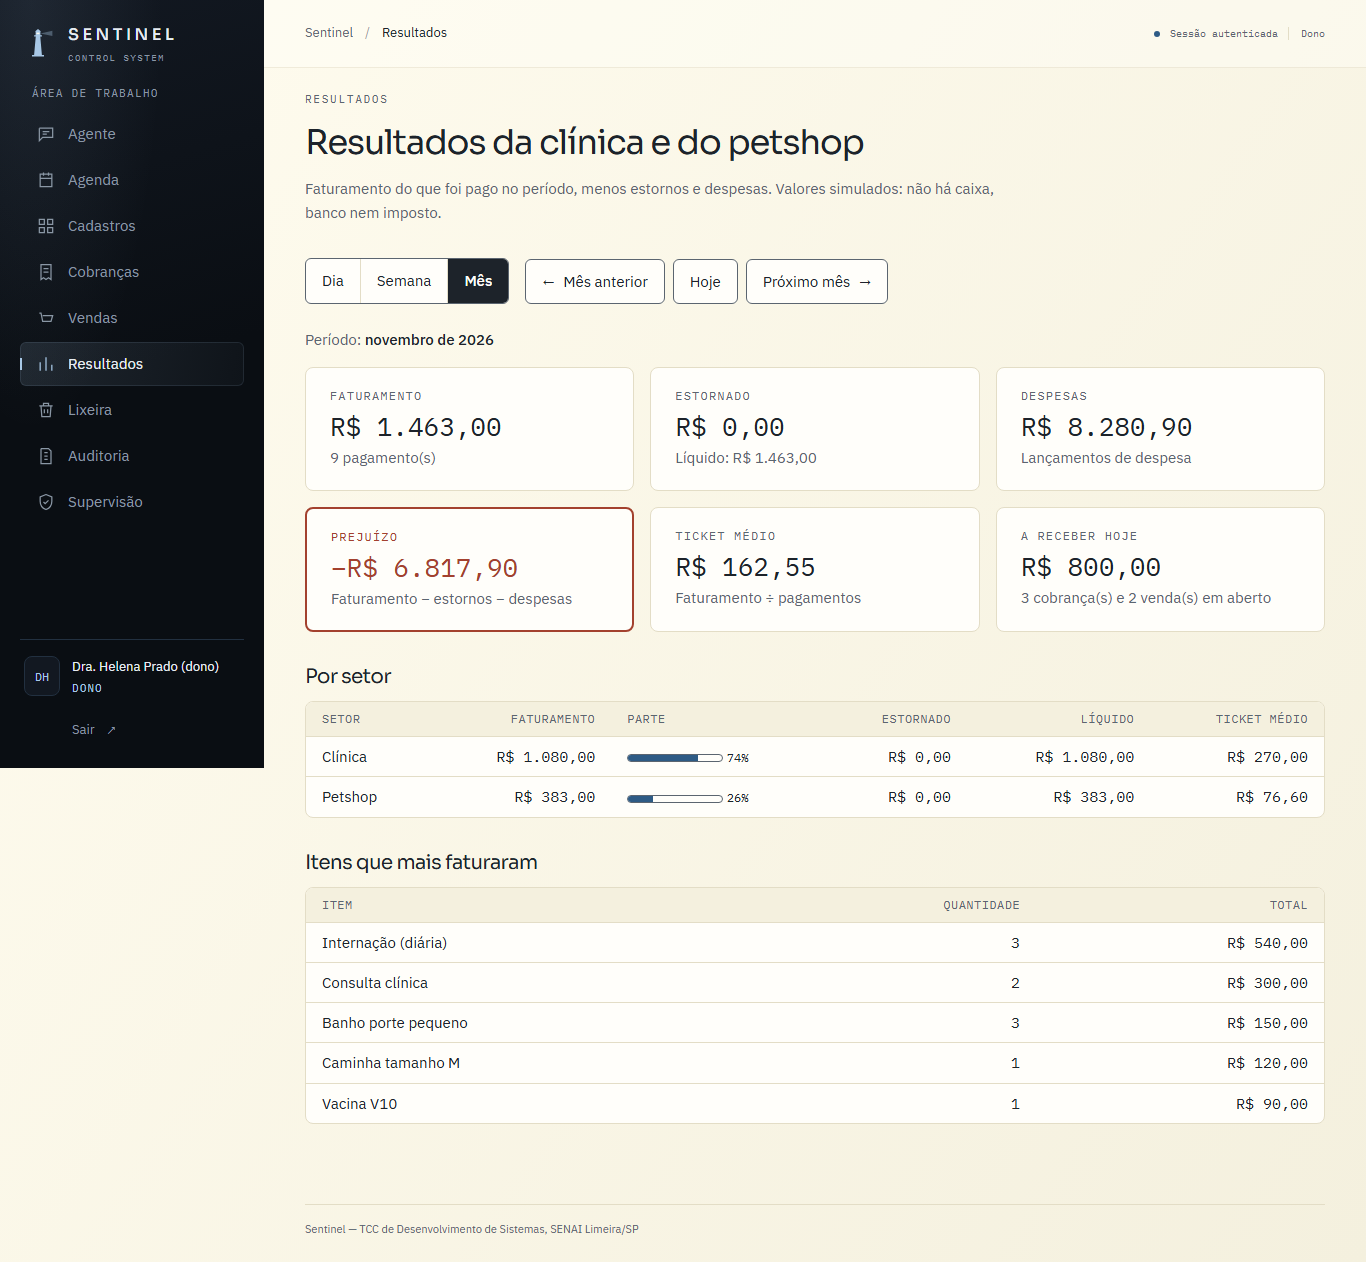 SENTINEL
CONTROL SYSTEM
ÁREA DE TRABALHO
Agente
Agenda
Cadastros
Cobranças
Vendas
Resultados
Lixeira
Auditoria
Supervisão
DH
Dra. Helena Prado (dono)
DONO
Sair ↗
Sentinel / Resultados
Sessão autenticada
Dono
RESULTADOS
Resultados da clínica e do petshop
Faturamento do que foi pago no período, menos estornos e despesas. Valores simulados: não há caixa,
banco nem imposto.
Dia Semana Mês ← Mês anterior Hoje Próximo mês →
Período: novembro de 2026
FATURAMENTO
R$ 1.463,00
9 pagamento(s)
ESTORNADO
R$ 0,00
Líquido: R$ 1.463,00
DESPESAS
R$ 8.280,90
Lançamentos de despesa
PREJUÍZO
−R$ 6.817,90
Faturamento − estornos − despesas
TICKET MÉDIO
R$ 162,55
Faturamento ÷ pagamentos
A RECEBER HOJE
R$ 800,00
3 cobrança(s) e 2 venda(s) em aberto
Por setor
SETOR FATURAMENTO PARTE ESTORNADO LÍQUIDO TICKET MÉDIO
Clínica R$ 1.080,00 74% R$ 0,00 R$ 1.080,00 R$ 270,00
Petshop R$ 383,00 26% R$ 0,00 R$ 383,00 R$ 76,60
Itens que mais faturaram
ITEM QUANTIDADE TOTAL
Internação (diária) 3 R$ 540,00
Consulta clínica 2 R$ 300,00
Banho porte pequeno 3 R$ 150,00
Caminha tamanho M 1 R$ 120,00
Vacina V10 1 R$ 90,00
Sentinel — TCC de Desenvolvimento de Sistemas, SENAI Limeira/SP